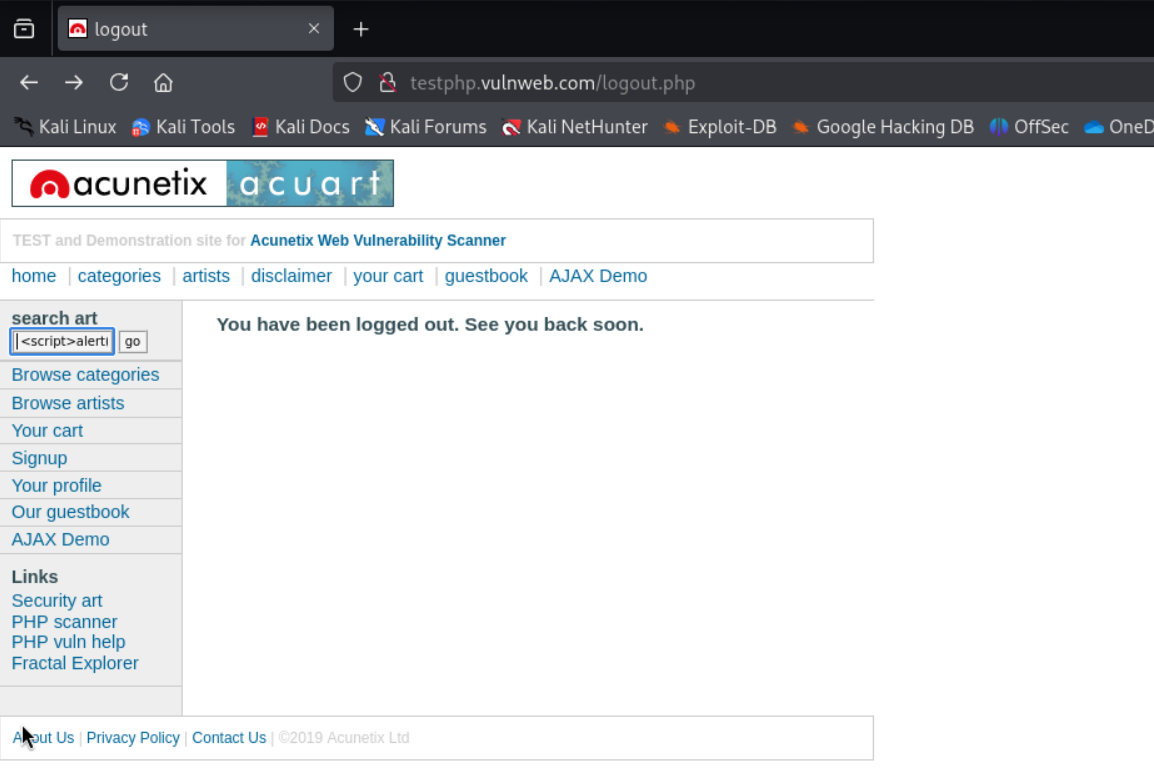 logout
testphp.vulnweb.com/logout.php
Kali Linux Kali Tools Kali Docs Kali Forums Kali NetHunter Exploit-DB Google Hacking DB OffSec OneD
acunetix acuart
TEST and Demonstration site for Acunetix Web Vulnerability Scanner
home | categories | artists | disclaimer | your cart | guestbook | AJAX Demo
search art
<script>alert( go
You have been logged out. See you back soon.
Browse categories
Browse artists
Your cart
Signup
Your profile
Our guestbook
AJAX Demo
Links
Security art
PHP scanner
PHP vuln help
Fractal Explorer
About Us | Privacy Policy | Contact Us | ©2019 Acunetix Ltd